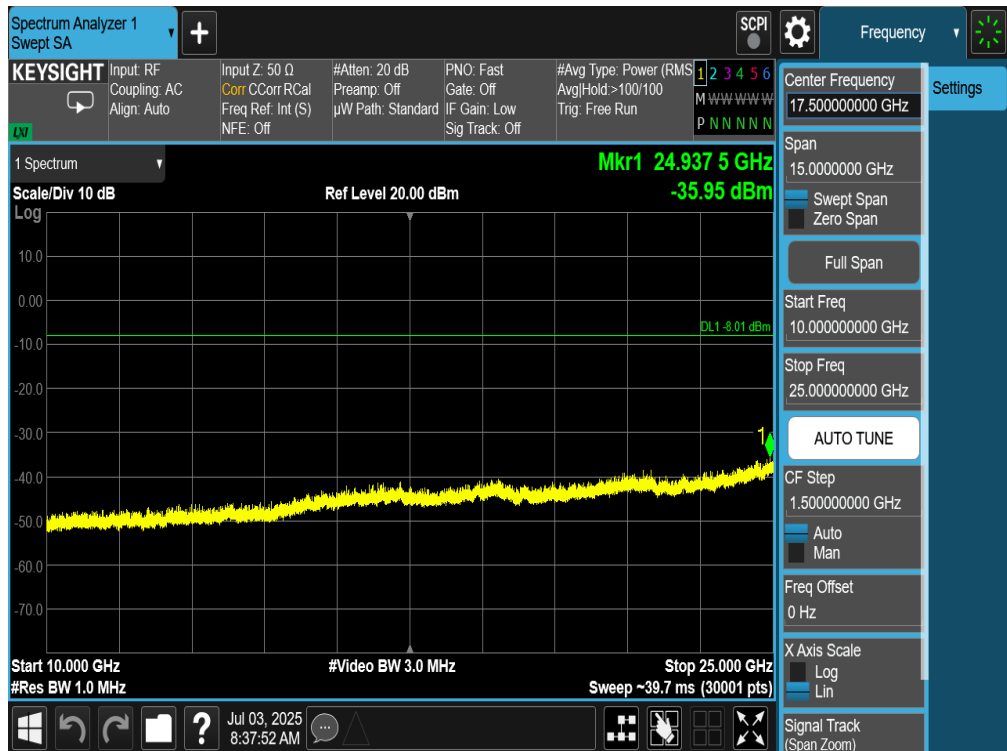 Spectrum Analyzer 1
Swept SA
+
SCPI
Frequency
KEYSIGHT
LXI
Input: RF
Coupling: AC
Align: Auto
Input Z: 50 Ω
Corr CCorr RCal
Freq Ref: Int (S)
NFE: Off
#Atten: 20 dB
Preamp: Off
µW Path: Standard
PNO: Fast
Gate: Off
IF Gain: Low
Sig Track: Off
#Avg Type: Power (RMS
Avg|Hold:>100/100
Trig: Free Run
1 2 3 4 5 6
M W W W W W
P N N N N N
1 Spectrum
Mkr1 24.937 5 GHz
Scale/Div 10 dB
Ref Level 20.00 dBm
-35.95 dBm
Log
10.0
0.00
DL1 -8.01 dBm
-10.0
-20.0
-30.0
1
-40.0
-50.0
-60.0
-70.0
Start 10.000 GHz
#Video BW 3.0 MHz
Stop 25.000 GHz
#Res BW 1.0 MHz
Sweep ~39.7 ms (30001 pts)
Center Frequency
17.500000000 GHz
Settings
Span
15.0000000 GHz
Swept Span
Zero Span
Full Span
Start Freq
10.000000000 GHz
Stop Freq
25.000000000 GHz
AUTO TUNE
CF Step
1.500000000 GHz
Auto
Man
Freq Offset
0 Hz
X Axis Scale
Log
Lin
Signal Track
(Span Zoom)
?
Jul 03, 2025
8:37:52 AM